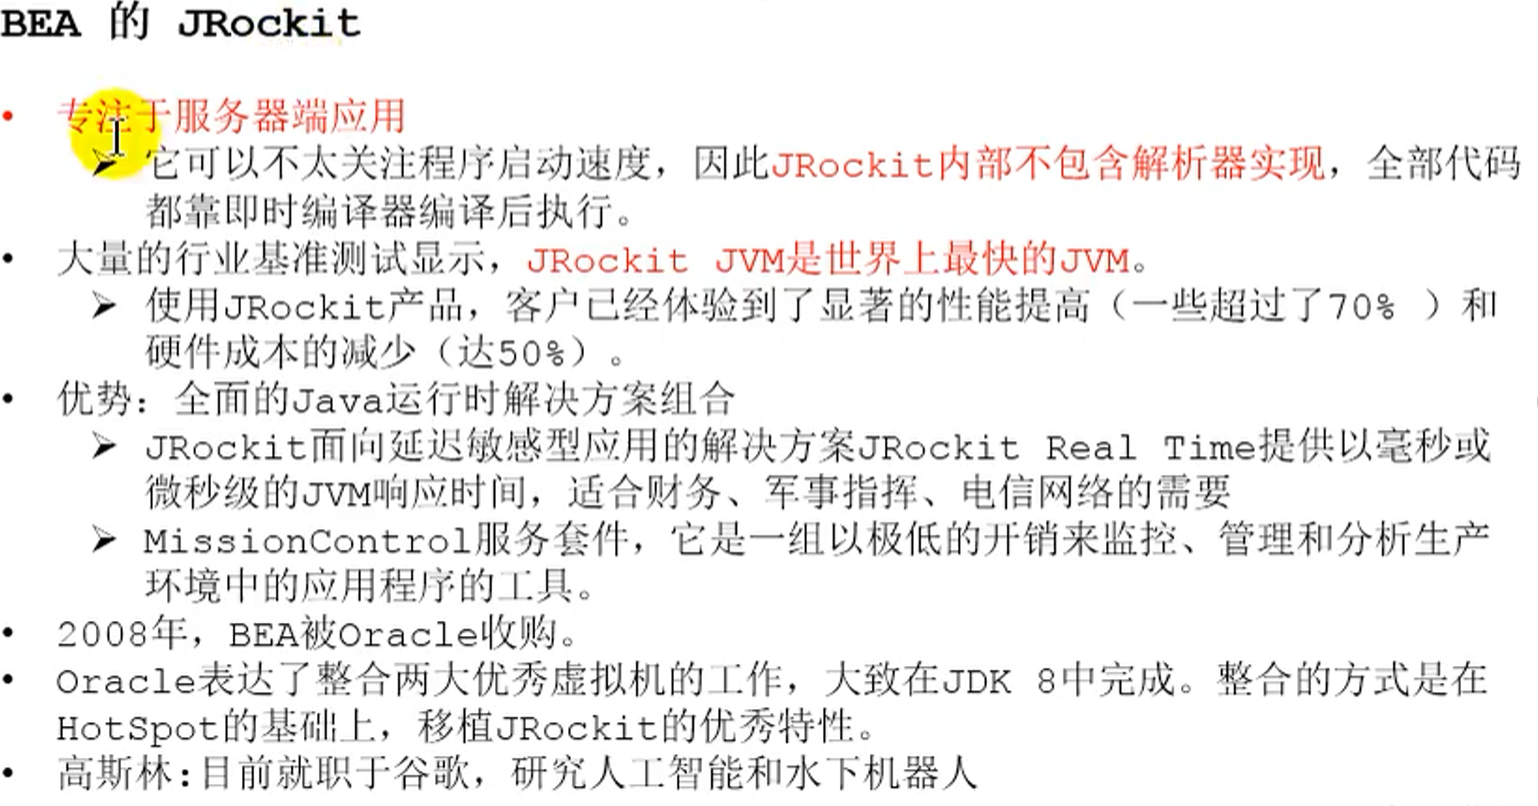 BEA 的 JRockit
• 专注于服务器端应用
➢ 它可以不太关注程序启动速度，因此JRockit内部不包含解析器实现，全部代码
都靠即时编译器编译后执行。
• 大量的行业基准测试显示，JRockit JVM是世界上最快的JVM。
➢ 使用JRockit产品，客户已经体验到了显著的性能提高（一些超过了70% ）和
硬件成本的减少（达50%）。
• 优势：全面的Java运行时解决方案组合
➢ JRockit面向延迟敏感型应用的解决方案JRockit Real Time提供以毫秒或
微秒级的JVM响应时间，适合财务、军事指挥、电信网络的需要
➢ MissionControl服务套件，它是一组以极低的开销来监控、管理和分析生产
环境中的应用程序的工具。
• 2008年，BEA被Oracle收购。
• Oracle表达了整合两大优秀虚拟机的工作，大致在JDK 8中完成。整合的方式是在
HotSpot的基础上，移植JRockit的优秀特性。
• 高斯林:目前就职于谷歌，研究人工智能和水下机器人